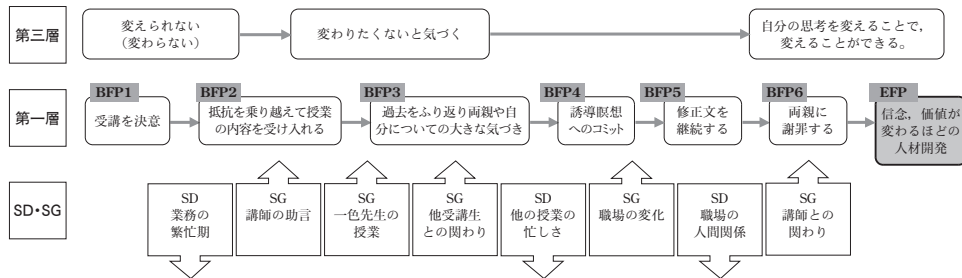 第三層
変えられない
(変わらない)
変わりたくないと気づく
自分の思考を変えることで，
変えることができる。
第一層
BFP1
受講を決意
BFP2
抵抗を乗り越えて授業
の内容を受け入れる
BFP3
過去をふり返り両親や自
分についての大きな気づき
BFP4
誘導瞑想
へのコミット
BFP5
修正文を
継続する
BFP6
両親に
謝罪する
EFP
信念，価値が
変わるほどの
人材開発
SD・SG
SD
業務の
繁忙期
SG
講師の助言
SG
一色先生の
授業
SG
他受講生
との関わり
SD
他の授業の
忙しさ
SG
職場の変化
SD
職場の
人間関係
SG
講師との
関わり